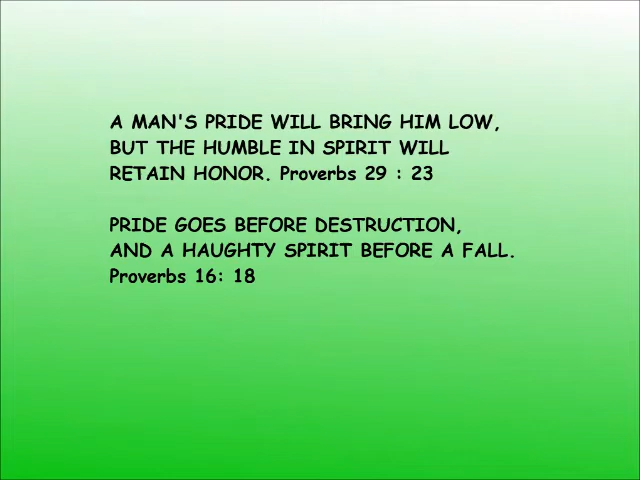 A MAN'S PRIDE WILL BRING HIM LOW,
BUT THE HUMBLE IN SPIRIT WILL
RETAIN HONOR. Proverbs 29 : 23
PRIDE GOES BEFORE DESTRUCTION,
AND A HAUGHTY SPIRIT BEFORE A FALL.
Proverbs 16: 18